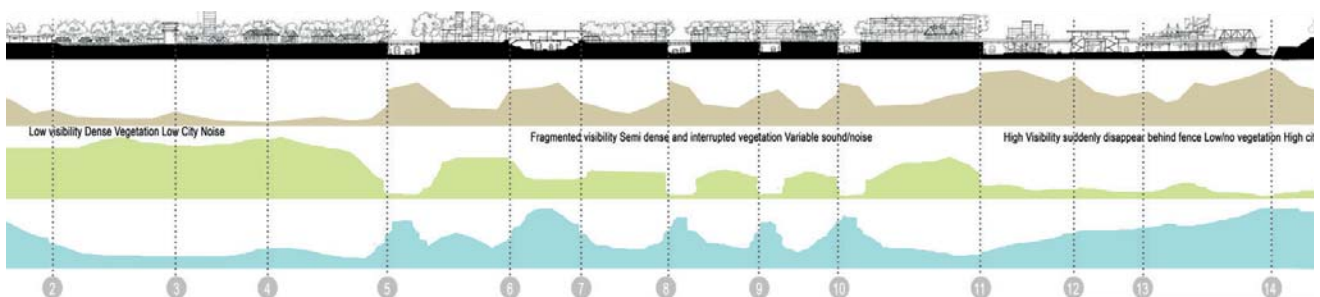 Low visibility Dense Vegetation Low City Noise
Fragmented visibility Semi dense and interrupted vegetation Variable sound/noise
High Visibility suddenly disappear behind fence Low/no vegetation High cit
2 3 4 5 6 7 8 9 10 11 12 13 14